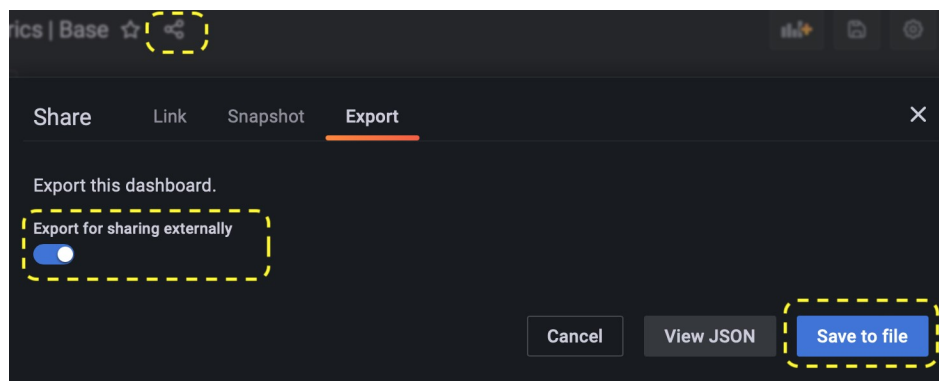 rics | Base
Share Link Snapshot Export
Export this dashboard.
Export for sharing externally
Cancel View JSON Save to file